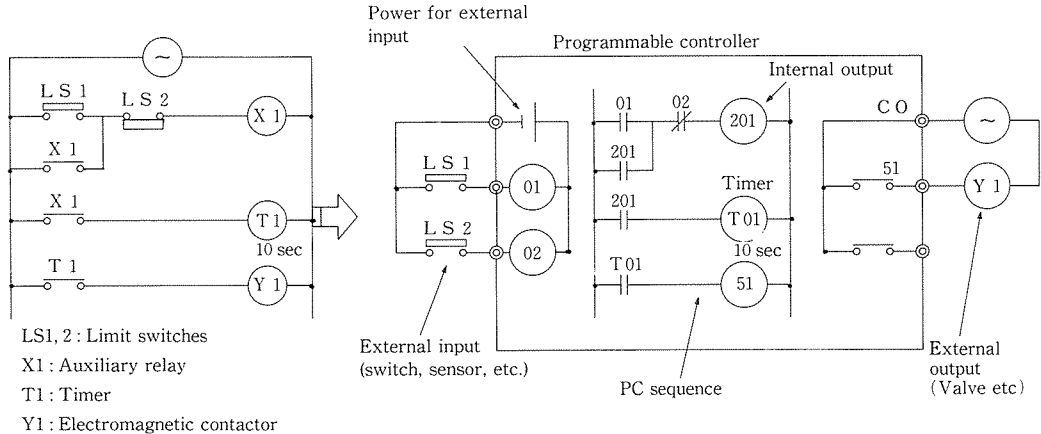 L S 1
L S 2
X 1
X 1
X 1
T 1
10 sec
T 1
Y 1
LS1, 2 : Limit switches
X1 : Auxiliary relay
T1 : Timer
Y1 : Electromagnetic contactor
Power for external
input
Programmable controller
Internal output
L S 1
01
L S 2
02
External input
(switch, sensor, etc.)
01
02
201
201
201
Timer
T 01
10 sec
T 01
51
PC sequence
C O
~
51
Y 1
External
output
(Valve etc)
~